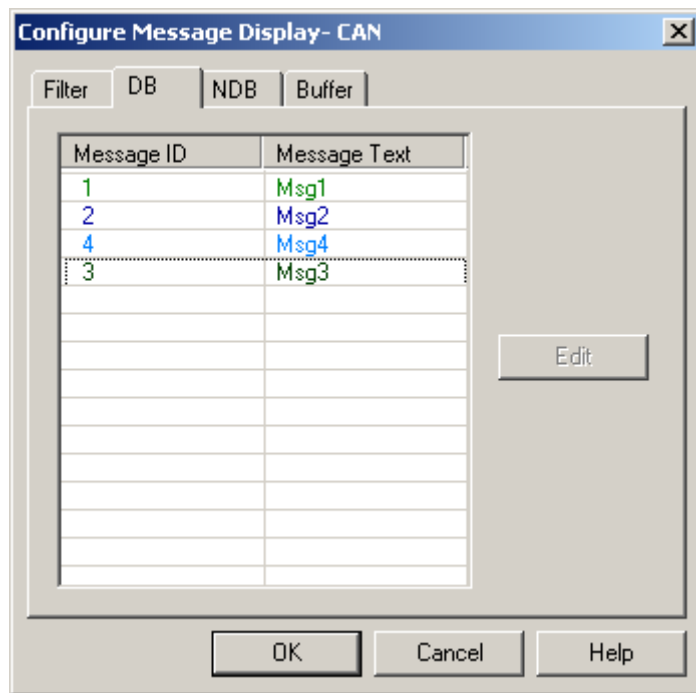 Configure Message Display- CAN
Filter DB NDB Buffer
Message ID Message Text
1 Msg1
2 Msg2
4 Msg4
3 Msg3
Edit
OK Cancel Help